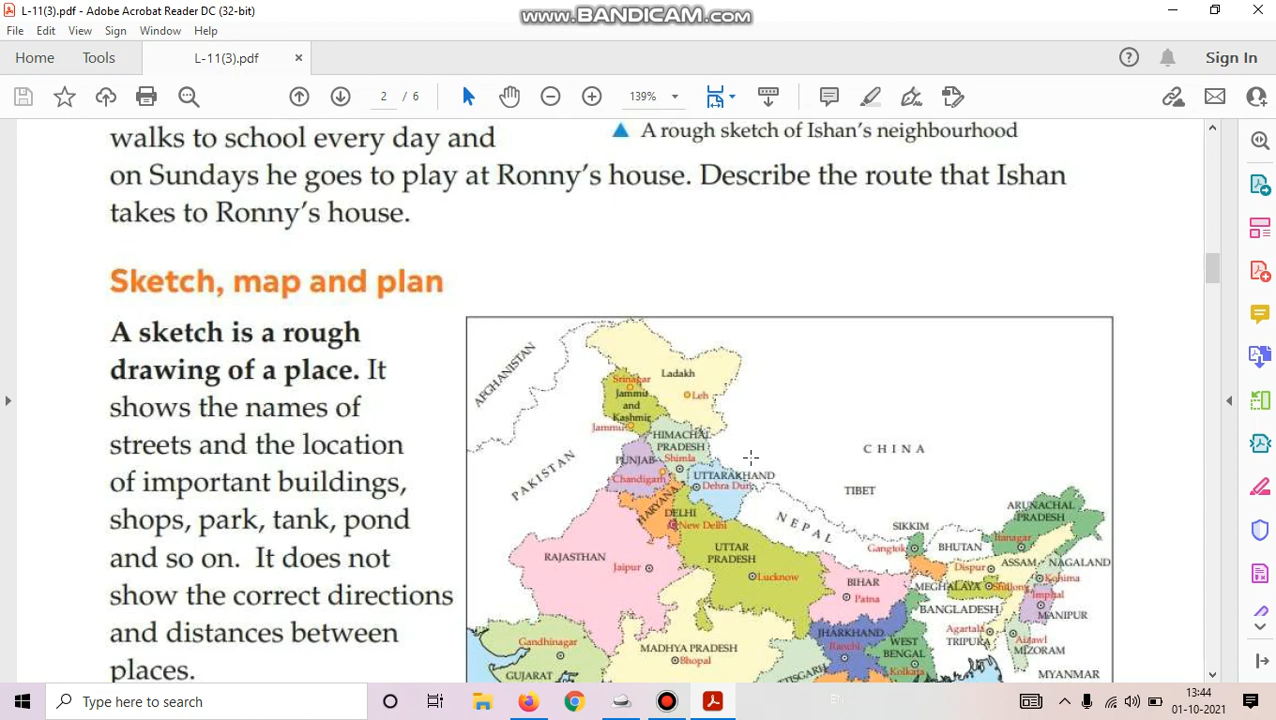 L-11(3).pdf - Adobe Acrobat Reader DC (32-bit)
www.BANDICAM.com
File Edit View Sign Window Help
Home Tools L-11(3).pdf × Sign In
2 / 6 139%
walks to school every day and
▲ A rough sketch of Ishan's neighbourhood
on Sundays he goes to play at Ronny's house. Describe the route that Ishan
takes to Ronny's house.
Sketch, map and plan
A sketch is a rough
drawing of a place. It
shows the names of
streets and the location
of important buildings,
shops, park, tank, pond
and so on. It does not
show the correct directions
and distances between
places.
AFGHANISTAN
Ladakh
Srinagar
Jammu
and
Kashmir
Leh
Jammu
HIMACHAL
PRADESH
Shimla
CHINA
PAKISTAN
PUNJAB
Chandigarh
UTTARAKHAND
Dehra Dun
TIBET
HARYANA
DELHI
New Delhi
NEPAL
ARUNACHAL
PRADESH
Itanagar
SIKKIM
Gangtok
BHUTAN
RAJASTHAN
Jaipur
UTTAR
PRADESH
Lucknow
Dispur
ASSAM
NAGALAND
Kohima
BIHAR
Patna
MEGHALAYA
Shillong
Imphal
MANIPUR
BANGLADESH
Agartala
TRIPURA
Aizawl
MIZORAM
Gandhinagar
GUJARAT
MADHYA PRADESH
Bhopal
JHARKHAND
Ranchi
WEST
BENGAL
Kolkata
MYANMAR
Type here to search
13:44
01-10-2021